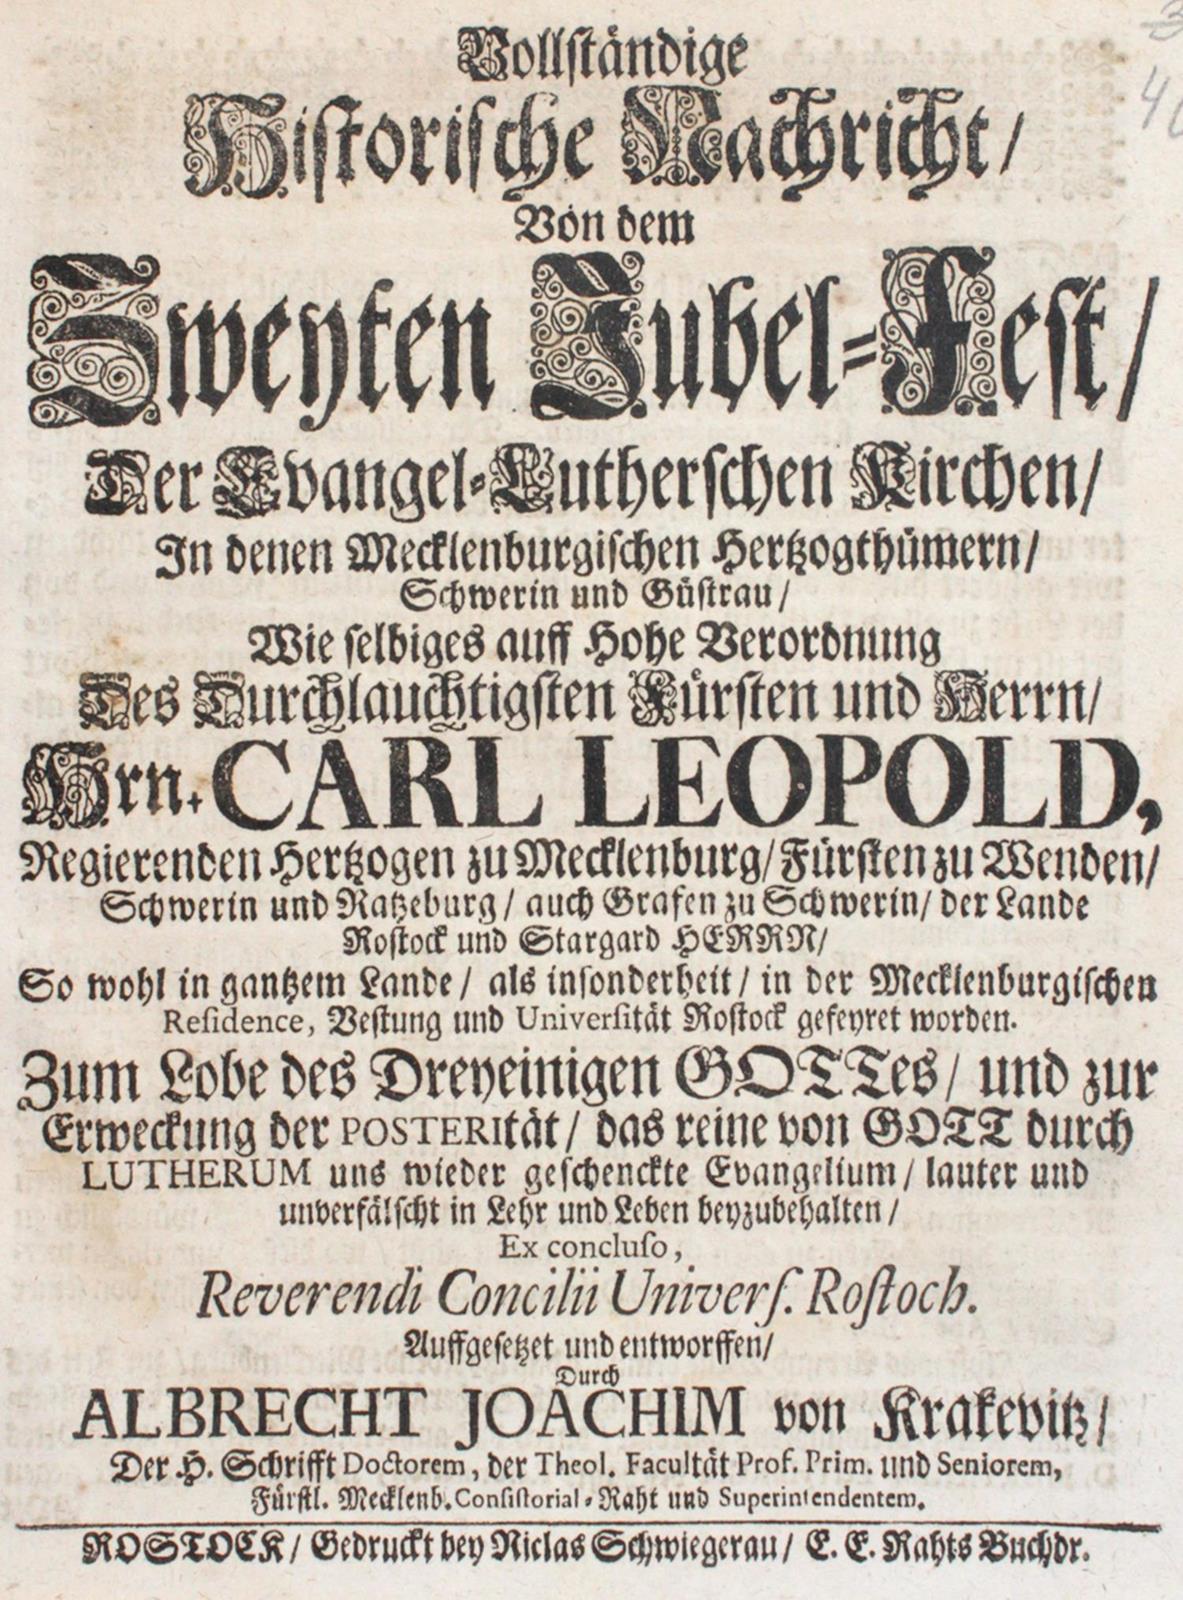 Vollständige
Historische Nachricht/
Von dem
Zweyten Jubel-Fest/
Der Evangel-Lutherschen Kirchen/
In denen Mecklenburgischen Hertzogthümern/
Schwerin und Güstrau/
Wie selbiges auff Hohe Verordnung
Des Durchlauchtigsten Fürsten und Herrn/
Hrn. CARL LEOPOLD,
Regierenden Hertzogen zu Mecklenburg/ Fürsten zu Wenden/
Schwerin und Ratzeburg/ auch Grafen zu Schwerin/ der Lande
Rostock und Stargard HERRN/
So wohl in gantzem Lande/ als insonderheit/ in der Mecklenburgischen
Residence, Vestung und Universität Rostock gefeyret worden.
Zum Lobe des Dreyeinigen GOTTes/ und zur
Erweckung der POSTERItät/ das reine von GOTT durch
LUTHERUM uns wieder geschenckte Evangelium/ lauter und
unverfälscht in Lehr und Leben beyzubehalten/
Ex concluso,
Reverendi Concilii Univers. Rostoch.
Auffgesetzet und entworffen/
Durch
ALBRECHT JOACHIM von Krakevitz/
Der H. Schrifft Doctorem, der Theol. Facultät Prof. Prim. und Seniorem,
Fürstl. Mecklenb. Consistorial-Raht und Superintendentem.
ROSTOCK/ Gedruckt bey Niclas Schwiegerau/ E. E. Rahts Buchdr.